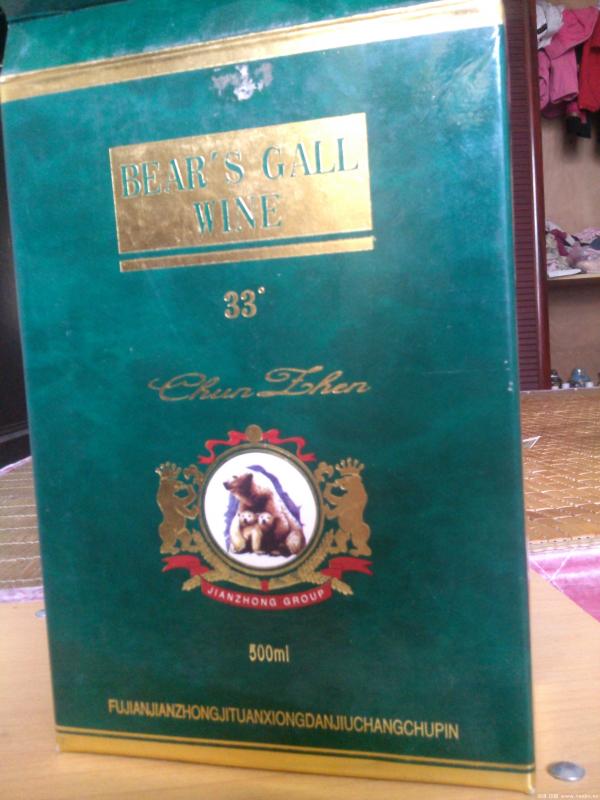 BEAR'S GALL
WINE
33°
Chun Zhen
JIANZHONG GROUP
500ml
FUJIANJIANZHONGJITUANXIONGDANJIUCHANGCHUPIN